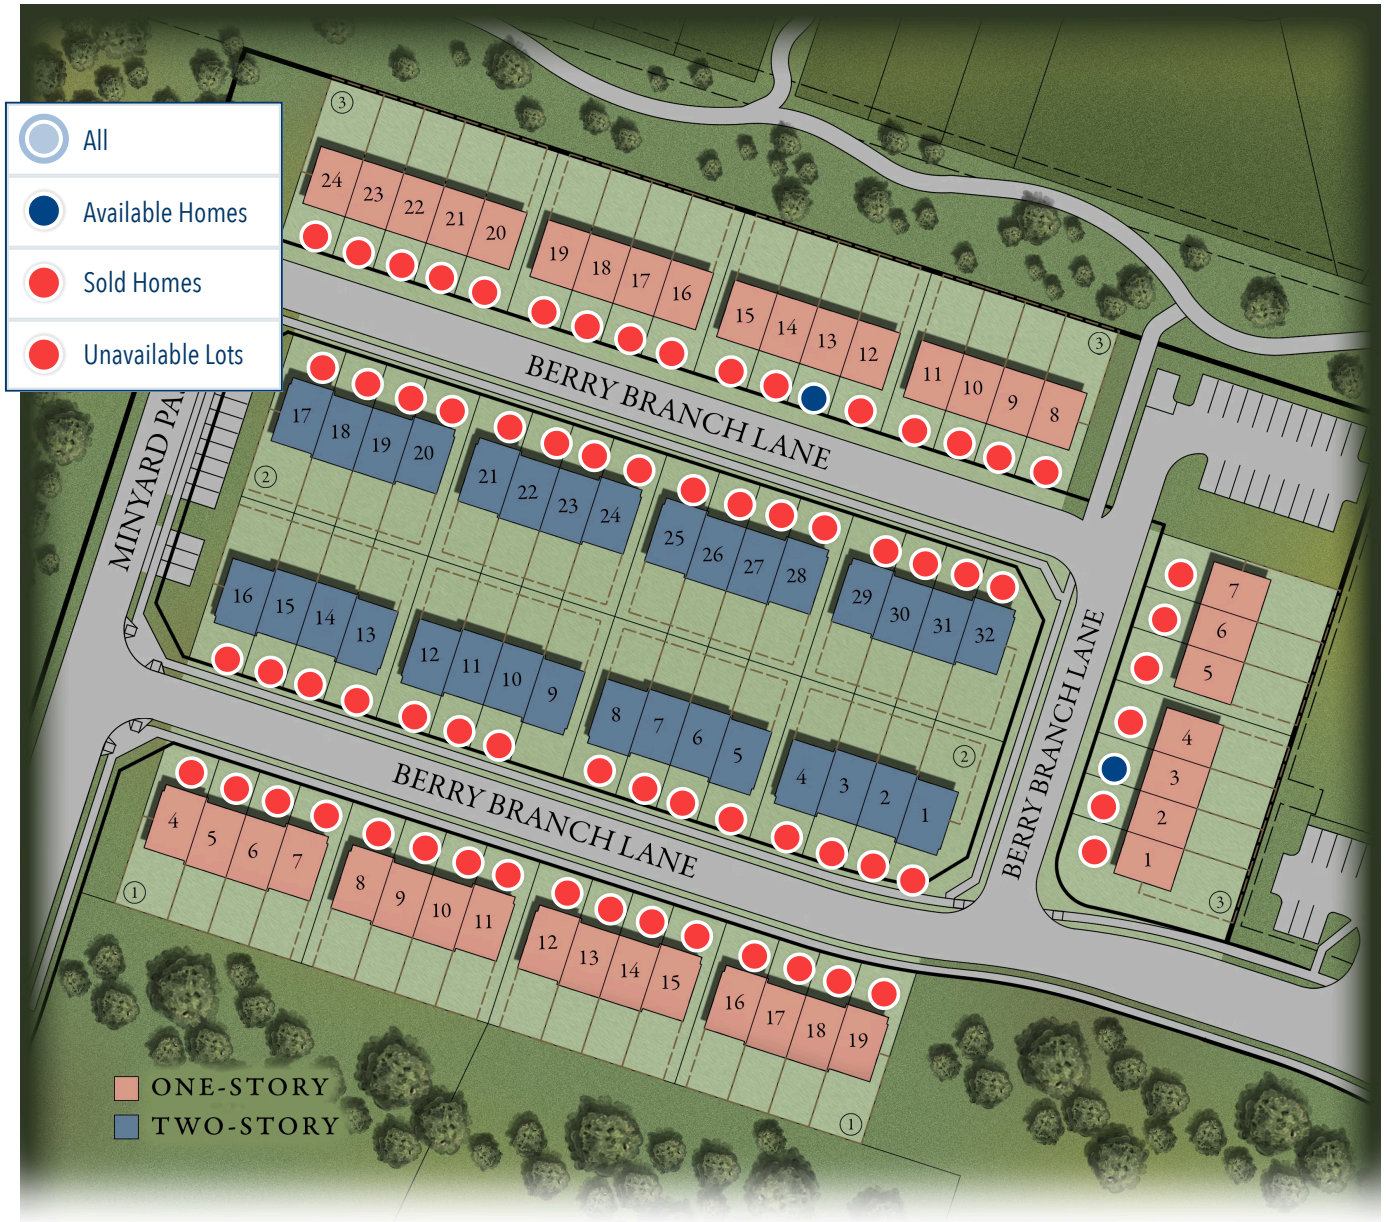 3
All
Available Homes
Sold Homes
Unavailable Lots
24 23 22 21 20
19 18 17 16
15 14 13 12
11 10 9 8
3
BERRY BRANCH LANE
MINYARD PA
17 18 19 20
21 22 23 24
25 26 27 28
29 30 31 32
2
16 15 14 13
12 11 10 9
8 7 6 5
4 3 2 1
2
BERRY BRANCH LANE
7
6
5
4
3
2
1
3
BERRY BRANCH LANE
4 5 6 7
8 9 10 11
12 13 14 15
16 17 18 19
1
1
ONE-STORY
TWO-STORY